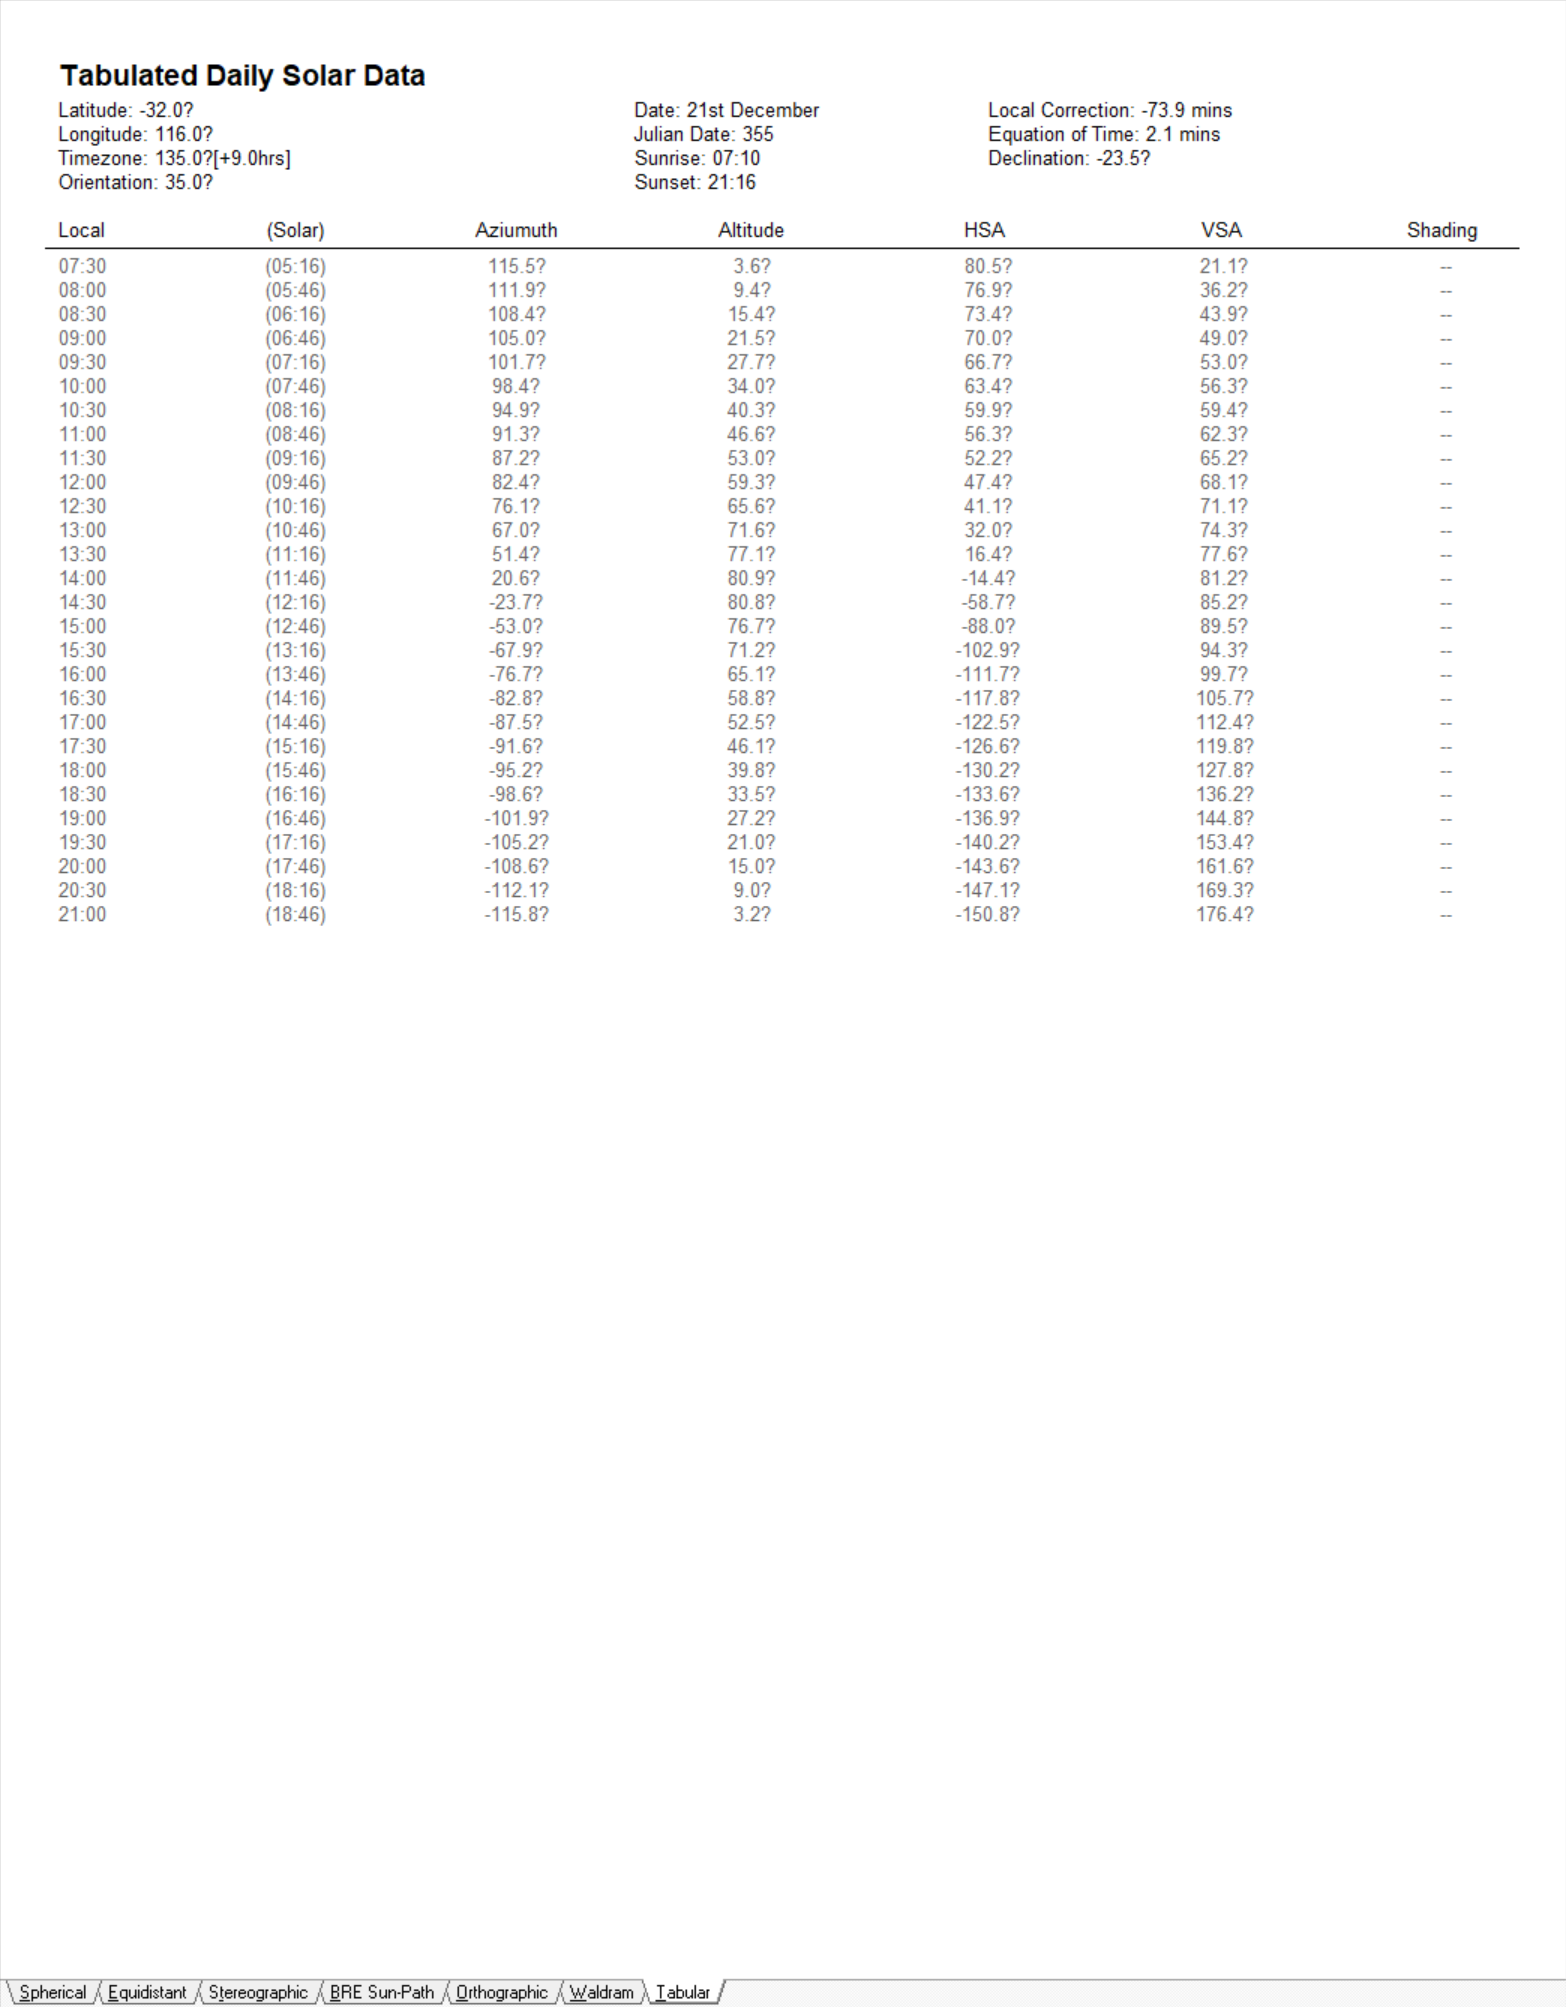 Tabulated Daily Solar Data
Latitude: -32.0? Date: 21st December Local Correction: -73.9 mins
Longitude: 116.0? Julian Date: 355 Equation of Time: 2.1 mins
Timezone: 135.0?[+9.0hrs] Sunrise: 07:10 Declination: -23.5?
Orientation: 35.0? Sunset: 21:16
Local (Solar) Aziumuth Altitude HSA VSA Shading
07:30 (05:16) 115.5? 3.6? 80.5? 21.1? --
08:00 (05:46) 111.9? 9.4? 76.9? 36.2? --
08:30 (06:16) 108.4? 15.4? 73.4? 43.9? --
09:00 (06:46) 105.0? 21.5? 70.0? 49.0? --
09:30 (07:16) 101.7? 27.7? 66.7? 53.0? --
10:00 (07:46) 98.4? 34.0? 63.4? 56.3? --
10:30 (08:16) 94.9? 40.3? 59.9? 59.4? --
11:00 (08:46) 91.3? 46.6? 56.3? 62.3? --
11:30 (09:16) 87.2? 53.0? 52.2? 65.2? --
12:00 (09:46) 82.4? 59.3? 47.4? 68.1? --
12:30 (10:16) 76.1? 65.6? 41.1? 71.1? --
13:00 (10:46) 67.0? 71.6? 32.0? 74.3? --
13:30 (11:16) 51.4? 77.1? 16.4? 77.6? --
14:00 (11:46) 20.6? 80.9? -14.4? 81.2? --
14:30 (12:16) -23.7? 80.8? -58.7? 85.2? --
15:00 (12:46) -53.0? 76.7? -88.0? 89.5? --
15:30 (13:16) -67.9? 71.2? -102.9? 94.3? --
16:00 (13:46) -76.7? 65.1? -111.7? 99.7? --
16:30 (14:16) -82.8? 58.8? -117.8? 105.7? --
17:00 (14:46) -87.5? 52.5? -122.5? 112.4? --
17:30 (15:16) -91.6? 46.1? -126.6? 119.8? --
18:00 (15:46) -95.2? 39.8? -130.2? 127.8? --
18:30 (16:16) -98.6? 33.5? -133.6? 136.2? --
19:00 (16:46) -101.9? 27.2? -136.9? 144.8? --
19:30 (17:16) -105.2? 21.0? -140.2? 153.4? --
20:00 (17:46) -108.6? 15.0? -143.6? 161.6? --
20:30 (18:16) -112.1? 9.0? -147.1? 169.3? --
21:00 (18:46) -115.8? 3.2? -150.8? 176.4? --
Spherical Equidistant Stereographic BRE Sun-Path Orthographic Waldram Tabular